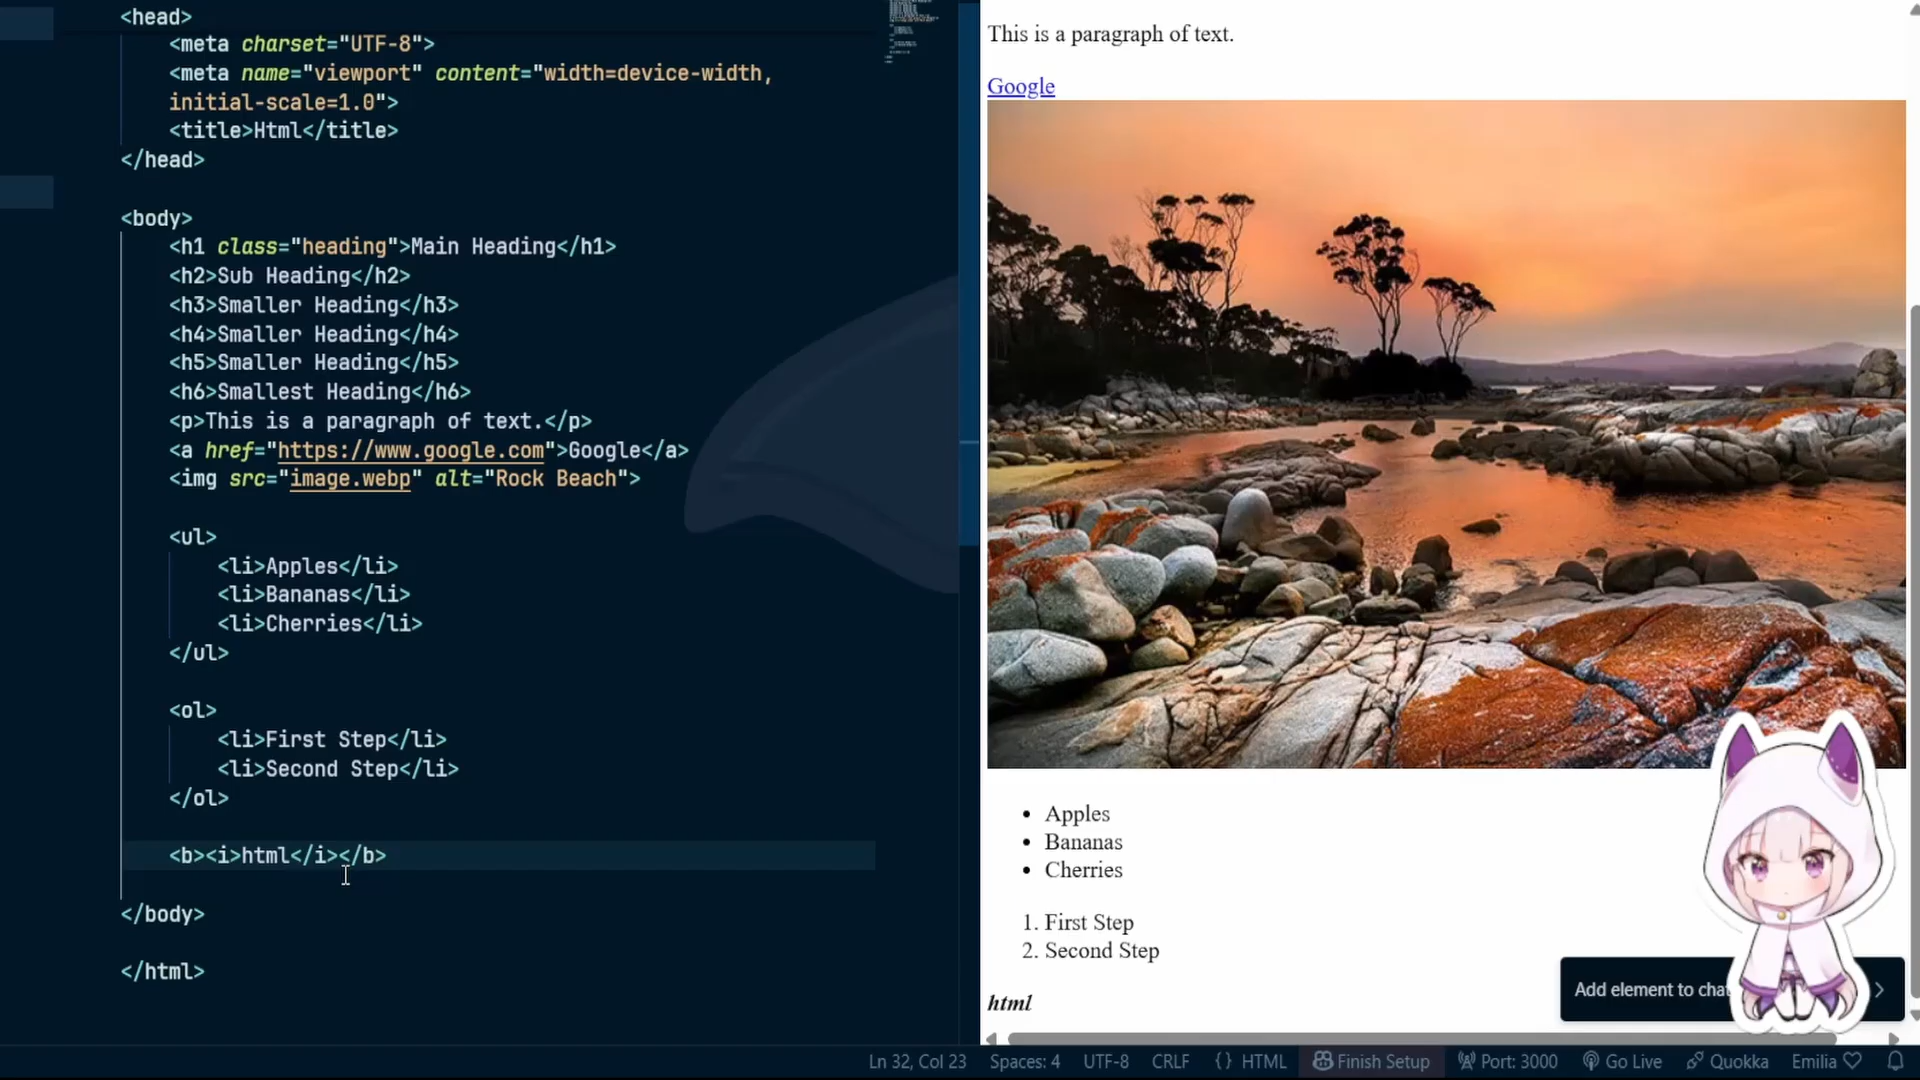 <head>
<meta charset="UTF-8">
<meta name="viewport" content="width=device-width,
initial-scale=1.0">
<title>Html</title>
</head>
<body>
<h1 class="heading">Main Heading</h1>
<h2>Sub Heading</h2>
<h3>Smaller Heading</h3>
<h4>Smaller Heading</h4>
<h5>Smaller Heading</h5>
<h6>Smallest Heading</h6>
<p>This is a paragraph of text.</p>
<a href="https://www.google.com">Google</a>
<img src="image.webp" alt="Rock Beach">
<ul>
<li>Apples</li>
<li>Bananas</li>
<li>Cherries</li>
</ul>
<ol>
<li>First Step</li>
<li>Second Step</li>
</ol>
<b><i>html</i></b>
</body>
</html>
This is a paragraph of text.
Google
• Apples
• Bananas
• Cherries
1. First Step
2. Second Step
html
Add element to chat
Ln 32, Col 23 Spaces: 4 UTF-8 CRLF {} HTML Finish Setup Port: 3000 Go Live Quokka Emilia